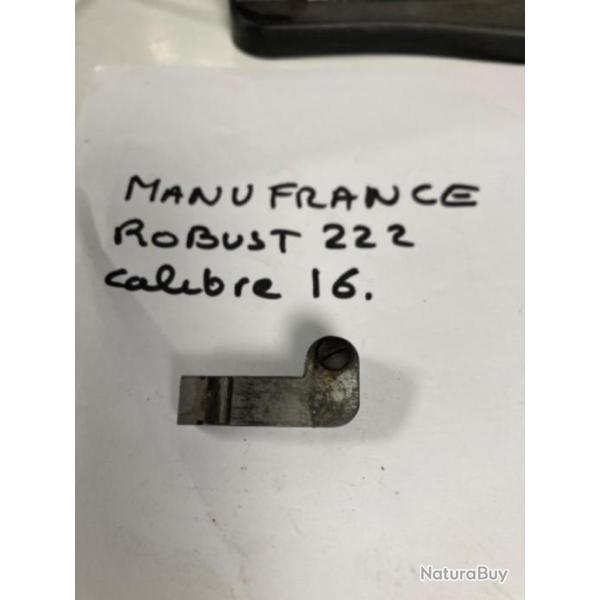 MANUFRANCE
ROBUST 222
calibre 16.
NaturaBuy